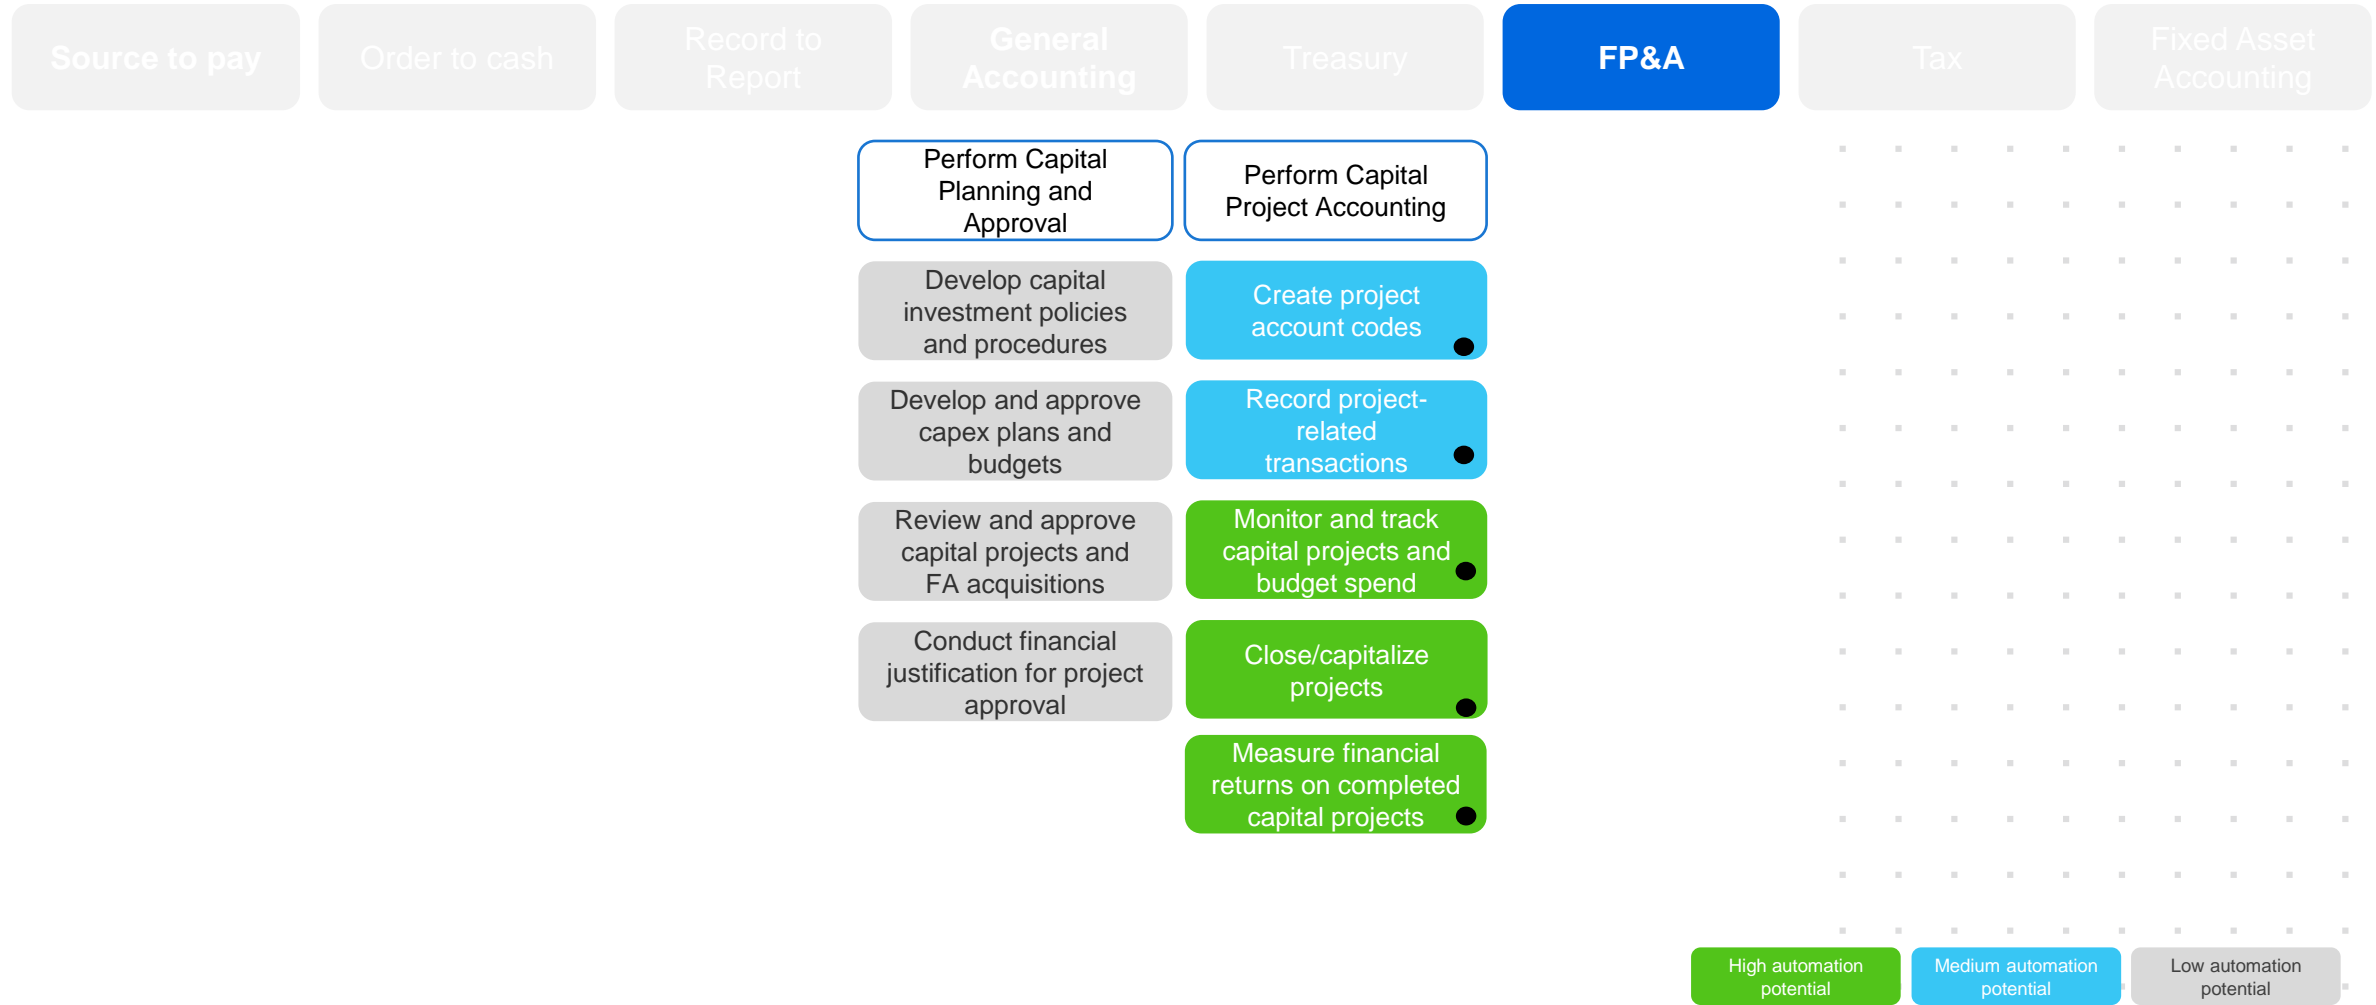 Source to pay
Order to cash
Record to
Report
General
Accounting
Treasury
FP&A
Tax
Fixed Asset
Accounting
Perform Capital
Planning and
Approval
Perform Capital
Project Accounting
Develop capital
investment policies
and procedures
Create project
account codes
Develop and approve
capex plans and
budgets
Record project-
related
transactions
Review and approve
capital projects and
FA acquisitions
Monitor and track
capital projects and
budget spend
Conduct financial
justification for project
approval
Close/capitalize
projects
Measure financial
returns on completed
capital projects
High automation
potential
Medium automation
potential
Low automation
potential